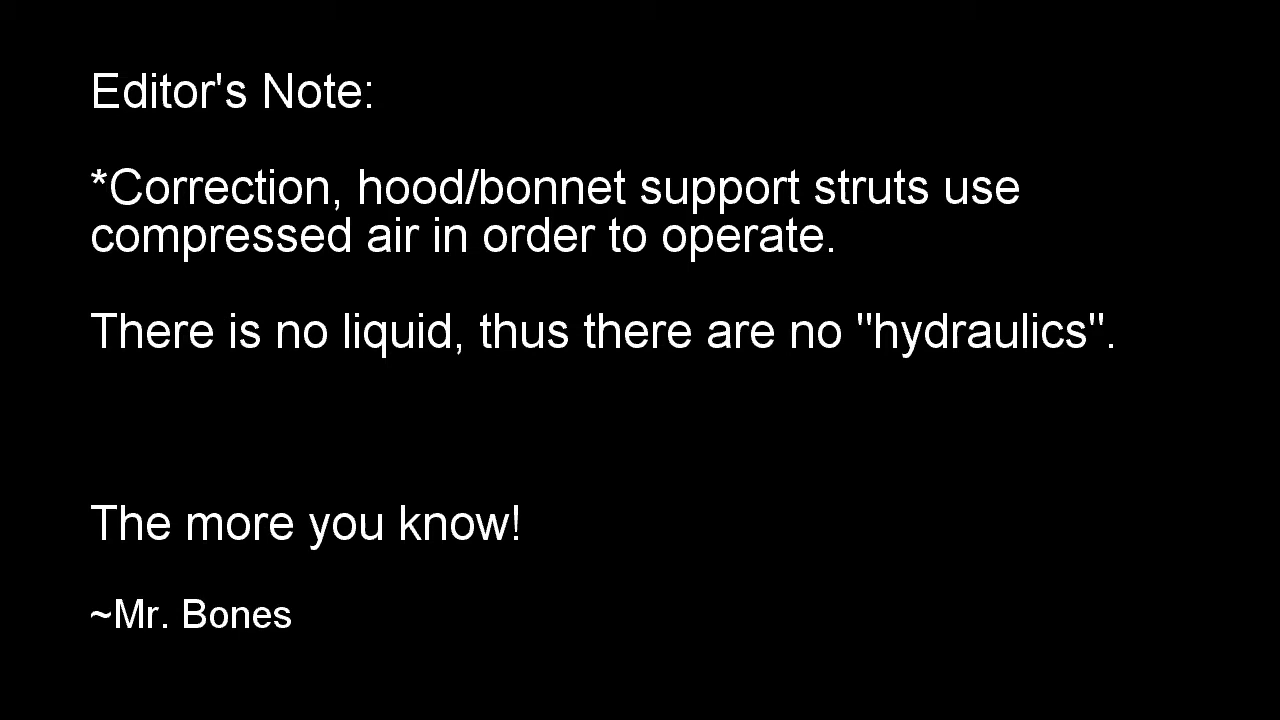 Editor's Note:
*Correction, hood/bonnet support struts use
compressed air in order to operate.
There is no liquid, thus there are no "hydraulics".
The more you know!
~Mr. Bones